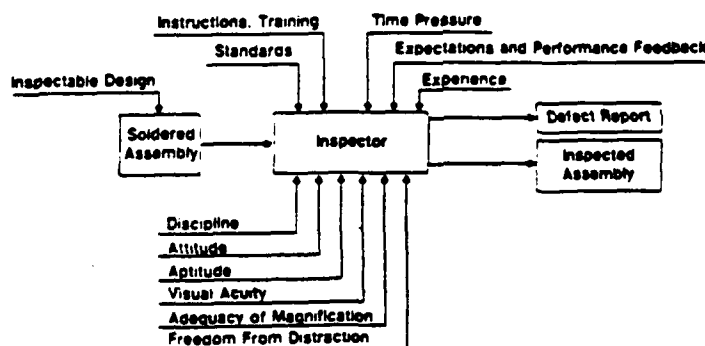 Instructions, Training
Time Pressure
Standards
Expectations and Performance Feedback
Inspectable Design
Experience
Soldered
Assembly
Inspector
Defect Report
Inspected
Assembly
Discipline
Attitude
Aptitude
Visual Acuity
Adequacy of Magnification
Freedom From Distraction